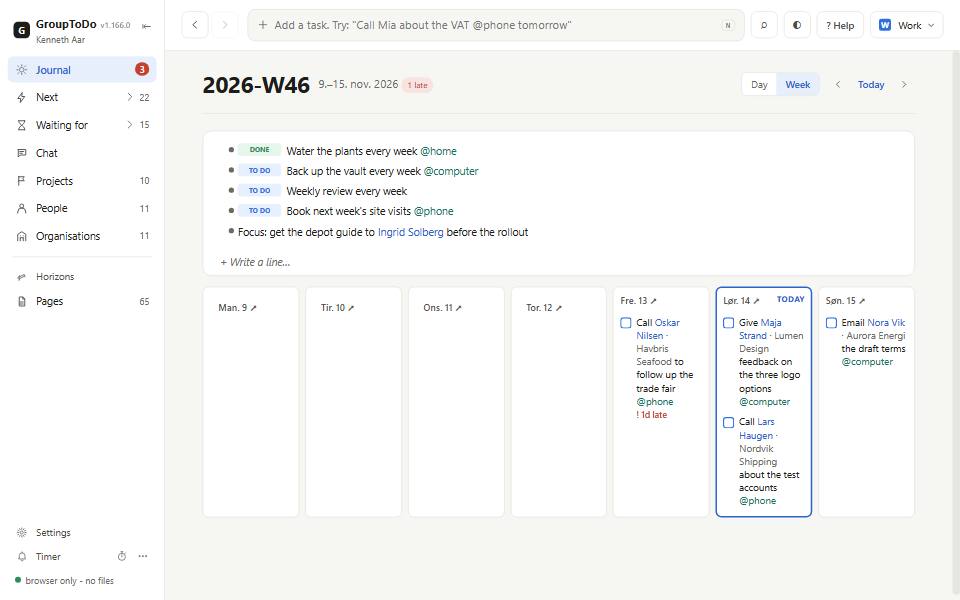 G GroupToDo v1.166.0
Kenneth Aar
+ Add a task. Try: "Call Mia about the VAT @phone tomorrow" N
? Help
W Work
Journal 3
Next 22
Waiting for 15
Chat
Projects 10
People 11
Organisations 11
Horizons
Pages 65
Settings
Timer
browser only - no files
2026-W46 9.–15. nov. 2026 1 late
Day Week Today
DONE Water the plants every week @home
TO DO Back up the vault every week @computer
TO DO Weekly review every week
TO DO Book next week's site visits @phone
Focus: get the depot guide to Ingrid Solberg before the rollout
+ Write a line...
Man. 9 ↗
Tir. 10 ↗
Ons. 11 ↗
Tor. 12 ↗
Fre. 13 ↗
Call Oskar
Nilsen ·
Havbris
Seafood to
follow up the
trade fair
@phone
! 1d late
Lør. 14 ↗ TODAY
Give Maja
Strand · Lumen
Design
feedback on
the three logo
options
@computer
Call Lars
Haugen ·
Nordvik
Shipping
about the test
accounts
@phone
Søn. 15 ↗
Email Nora Vik
· Aurora Energi
the draft terms
@computer